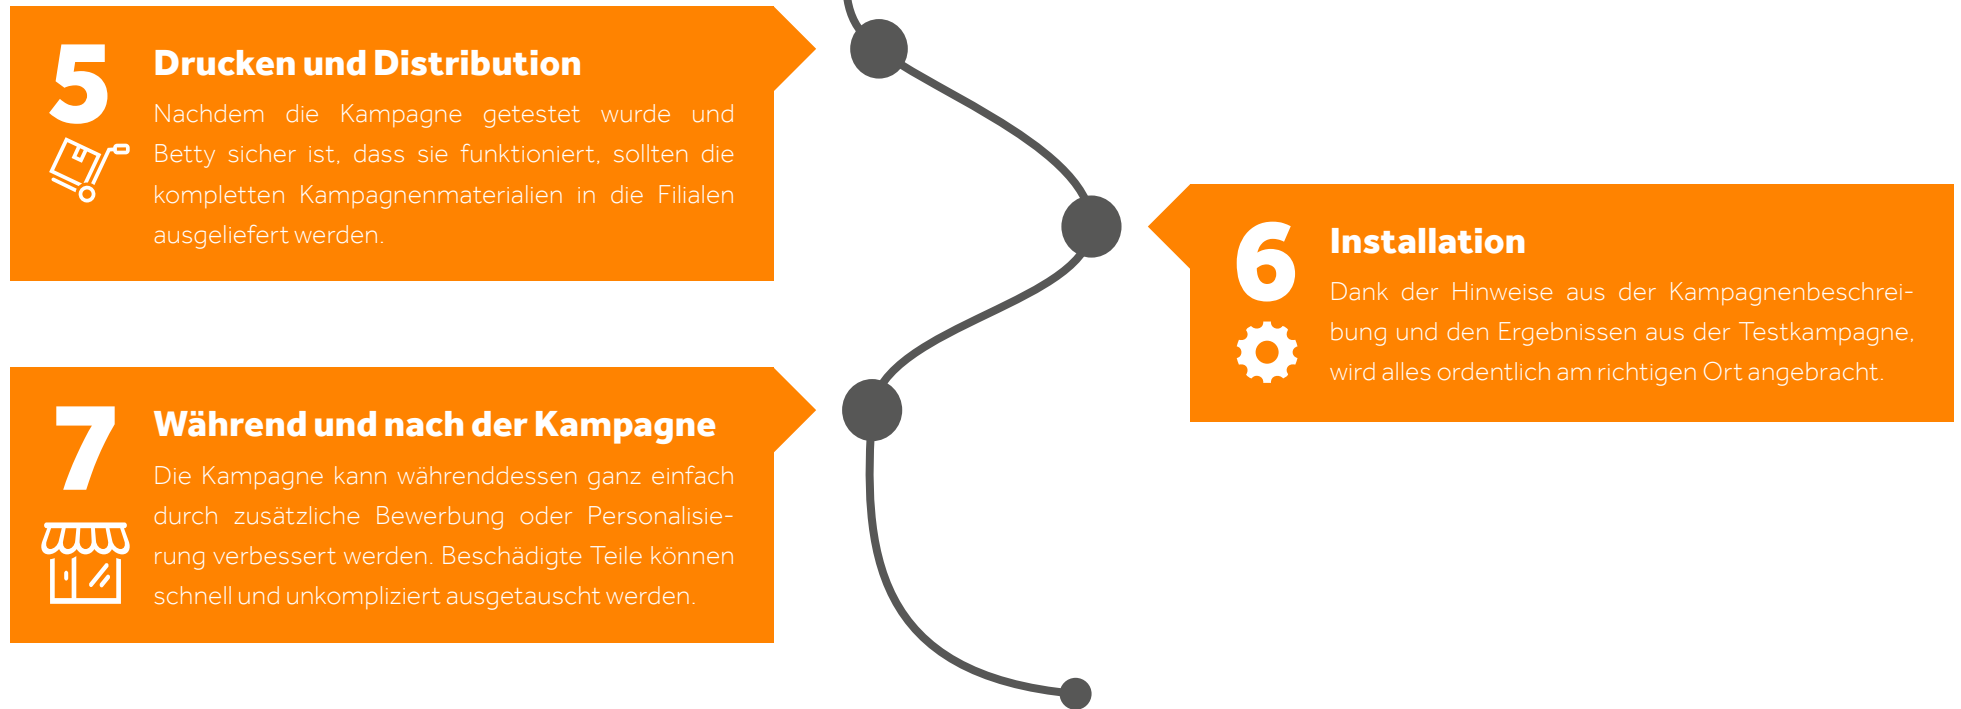 5
Drucken und Distribution
Nachdem die Kampagne getestet wurde und
Betty sicher ist, dass sie funktioniert, sollten die
kompletten Kampagnenmaterialien in die Filialen
ausgeliefert werden.
6
Installation
Dank der Hinweise aus der Kampagnenbeschrei-
bung und den Ergebnissen aus der Testkampagne,
wird alles ordentlich am richtigen Ort angebracht.
7
Während und nach der Kampagne
Die Kampagne kann währenddessen ganz einfach
durch zusätzliche Bewerbung oder Personalisie-
rung verbessert werden. Beschädigte Teile können
schnell und unkompliziert ausgetauscht werden.